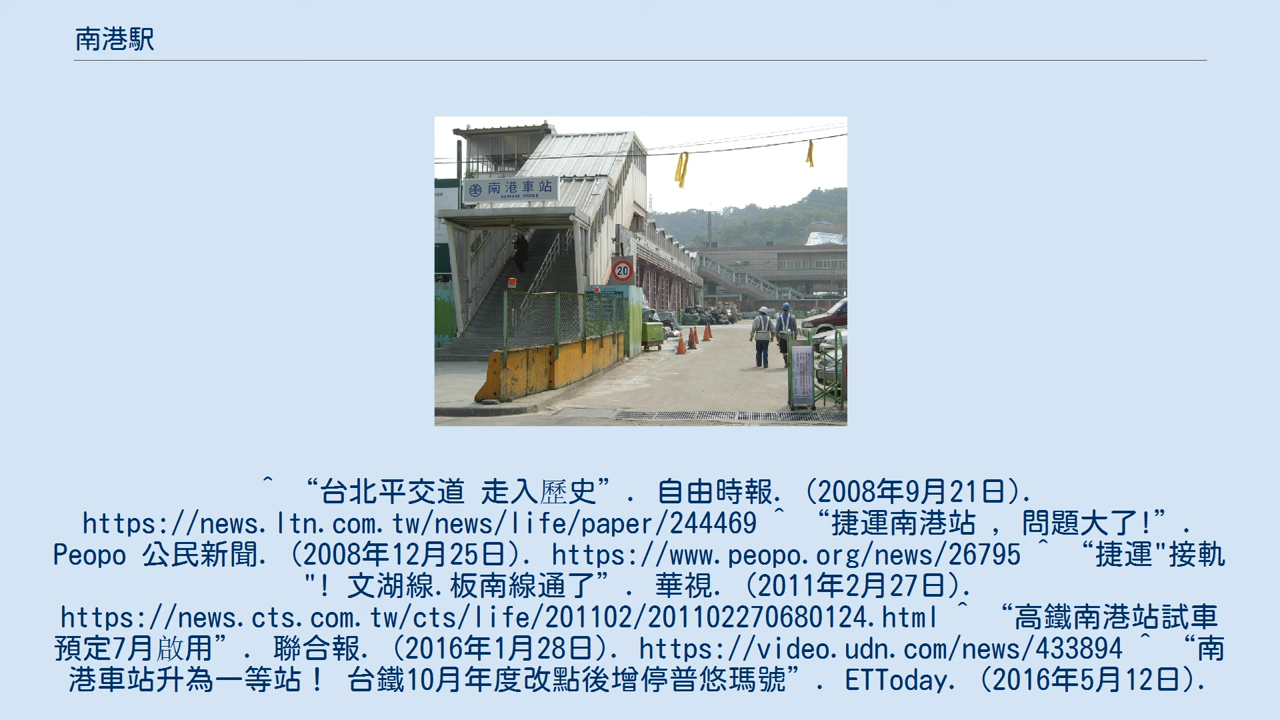 南港駅
南港車站
20
^ “台北平交道 走入歷史”. 自由時報. (2008年9月21日).
https://news.ltn.com.tw/news/life/paper/244469 ^ “捷運南港站 , 問題大了!”.
Peopo 公民新聞. (2008年12月25日). https://www.peopo.org/news/26795 ^ “捷運"接軌
"! 文湖線.板南線通了”. 華視. (2011年2月27日).
https://news.cts.com.tw/cts/life/201102/201102270680124.html ^ “高鐵南港站試車
預定7月啟用”. 聯合報. (2016年1月28日). https://video.udn.com/news/433894 ^ “南
港車站升為一等站！ 台鐵10月年度改點後增停普悠瑪號”. ETToday. (2016年5月12日).